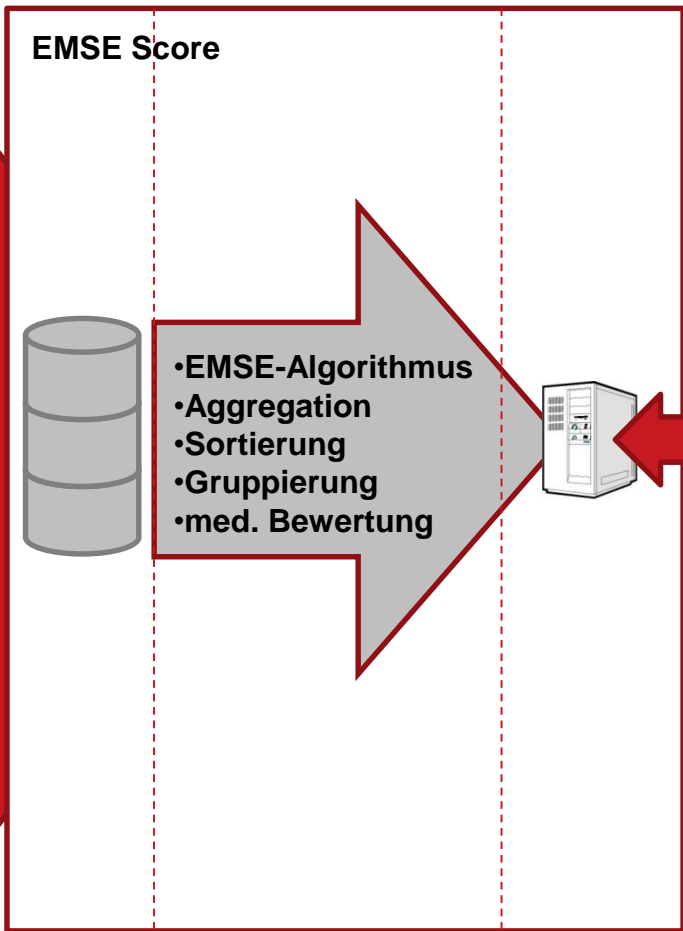 EMSE Score
•EMSE-Algorithmus
•Aggregation
•Sortierung
•Gruppierung
•med. Bewertung